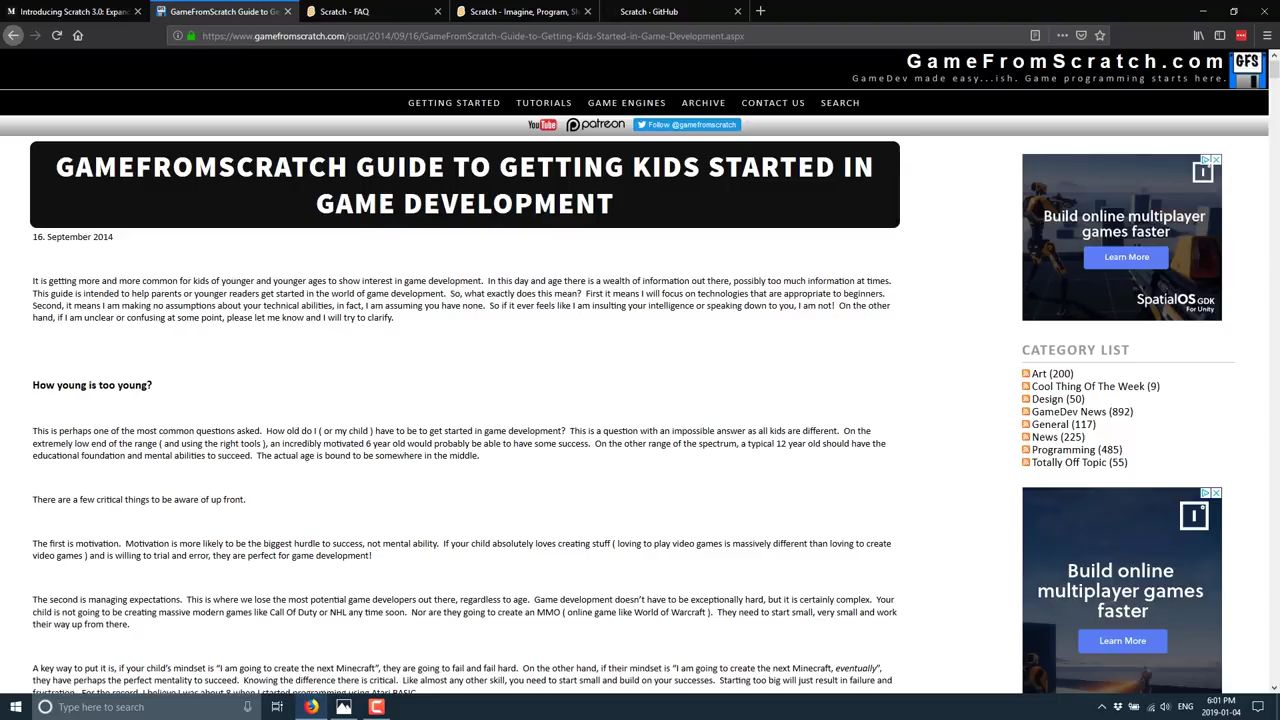 Introducing Scratch 3.0: Expan
GameFromScratch Guide to Ge
Scratch - FAQ
Scratch - Imagine, Program, Sh
Scratch - GitHub
https://www.gamefromscratch.com/post/2014/09/16/GameFromScratch-Guide-to-Getting-Kids-Started-in-Game-Development.aspx
GameFromScratch.com
GameDev made easy...ish. Game programming starts here.
GFS
GETTING STARTED TUTORIALS GAME ENGINES ARCHIVE CONTACT US SEARCH
YouTube patreon Follow @gamefromscratch
GAMEFROMSCRATCH GUIDE TO GETTING KIDS STARTED IN
GAME DEVELOPMENT
16. September 2014
It is getting more and more common for kids of younger and younger ages to show interest in game development. In this day and age there is a wealth of information out there, possibly too much information at times.
This guide is intended to help parents or younger readers get started in the world of game development. So, what exactly does this mean? First it means I will focus on technologies that are appropriate to beginners.
Second, it means I am making no assumptions about your technical abilities, in fact, I am assuming you have none. So if it ever feels like I am insulting your intelligence or speaking down to you, I am not! On the other
hand, if I am unclear or confusing at some point, please let me know and I will try to clarify.
How young is too young?
This is perhaps one of the most common questions asked. How old do I ( or my child ) have to be to get started in game development? This is a question with an impossible answer as all kids are different. On the
extremely low end of the range ( and using the right tools ), an incredibly motivated 6 year old would probably be able to have some success. On the other range of the spectrum, a typical 12 year old should have the
educational foundation and mental abilities to succeed. The actual age is bound to be somewhere in the middle.
There are a few critical things to be aware of up front.
The first is motivation. Motivation is more likely to be the biggest hurdle to success, not mental ability. If your child absolutely loves creating stuff ( loving to play video games is massively different than loving to create
video games ) and is willing to trial and error, they are perfect for game development!
The second is managing expectations. This is where we lose the most potential game developers out there, regardless to age. Game development doesn't have to be exceptionally hard, but it is certainly complex. Your
child is not going to be creating massive modern games like Call Of Duty or NHL any time soon. Nor are they going to create an MMO ( online game like World of Warcraft ). They need to start small, very small and work
their way up from there.
A key way to put it is, if your child's mindset is “I am going to create the next Minecraft”, they are going to fail and fail hard. On the other hand, if their mindset is “I am going to create the next Minecraft, eventually”,
they have perhaps the perfect mentality to succeed. Knowing the difference there is critical. Like almost any other skill, you need to start small and build on your successes. Starting too big will just result in failure and
frustration. For the record, I believe I was about 8 when I started programming using Atari BASIC.
Build online multiplayer
games faster
Learn More
SpatialOS GDK
For Unity
CATEGORY LIST
Art (200)
Cool Thing Of The Week (9)
Design (50)
GameDev News (892)
General (117)
News (225)
Programming (485)
Totally Off Topic (55)
Build online
multiplayer games
faster
Learn More
Type here to search
ENG
6:01 PM
2019-01-04